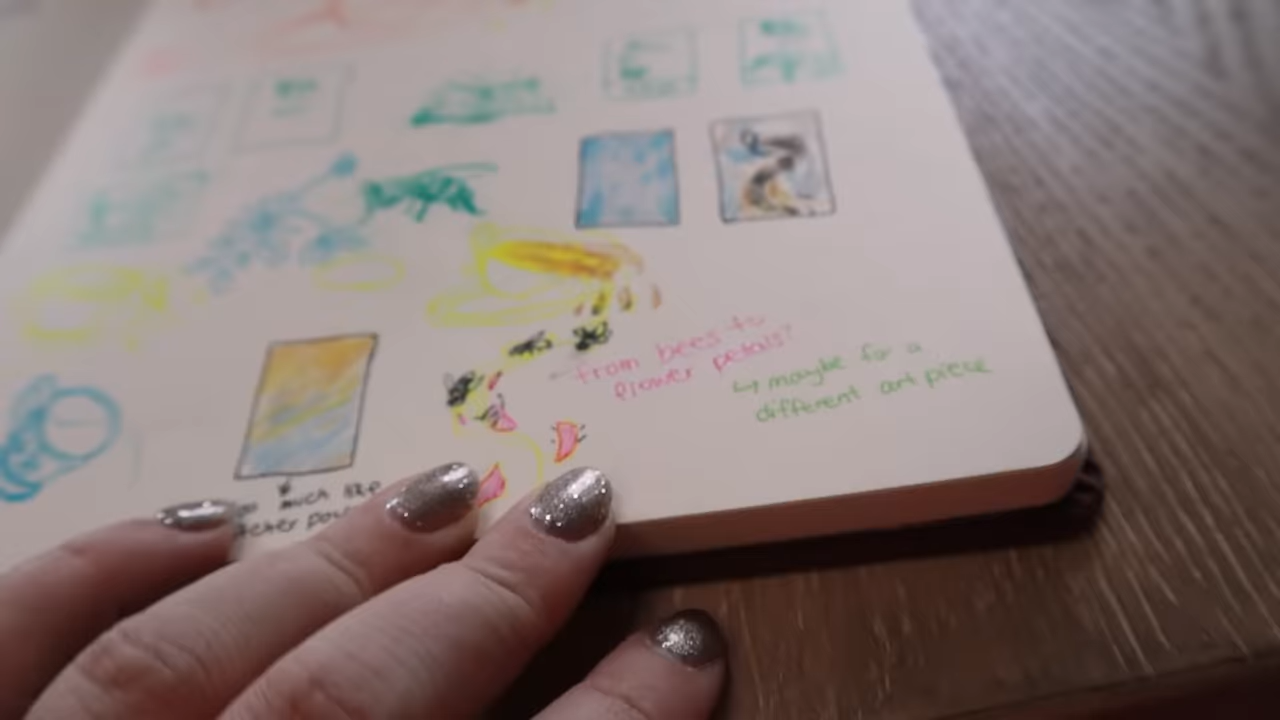 from bees to
flower petals?
↳ maybe for a
different art piece
much like